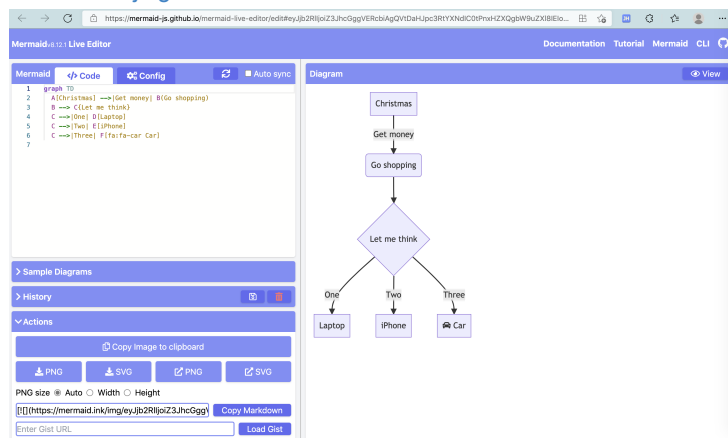 https://mermaid-js.github.io/mermaid-live-editor/edit#eyJjb2RlIjoiZ3JhcGggVERcbiAgQVtDaHJpc3RtYXNdIC0tPnxHZXQgbW9uZXl8IEIo...
Mermaid v8.12.1 Live Editor
Documentation Tutorial Mermaid CLI
Mermaid Code Config Auto sync
1 graph TD
2 A[Christmas] -->|Get money| B(Go shopping)
3 B --> C{Let me think}
4 C -->|One| D[Laptop]
5 C -->|Two| E[iPhone]
6 C -->|Three| F[fa:fa-car Car]
7
Sample Diagrams
History
Actions
Copy Image to clipboard
PNG SVG PNG SVG
PNG size Auto Width Height
[![](https://mermaid.ink/img/eyJjb2RlIjoiZ3JhcGgg Copy Markdown
Enter Gist URL Load Gist
Diagram View
Christmas
Get money
Go shopping
Let me think
One Two Three
Laptop iPhone Car